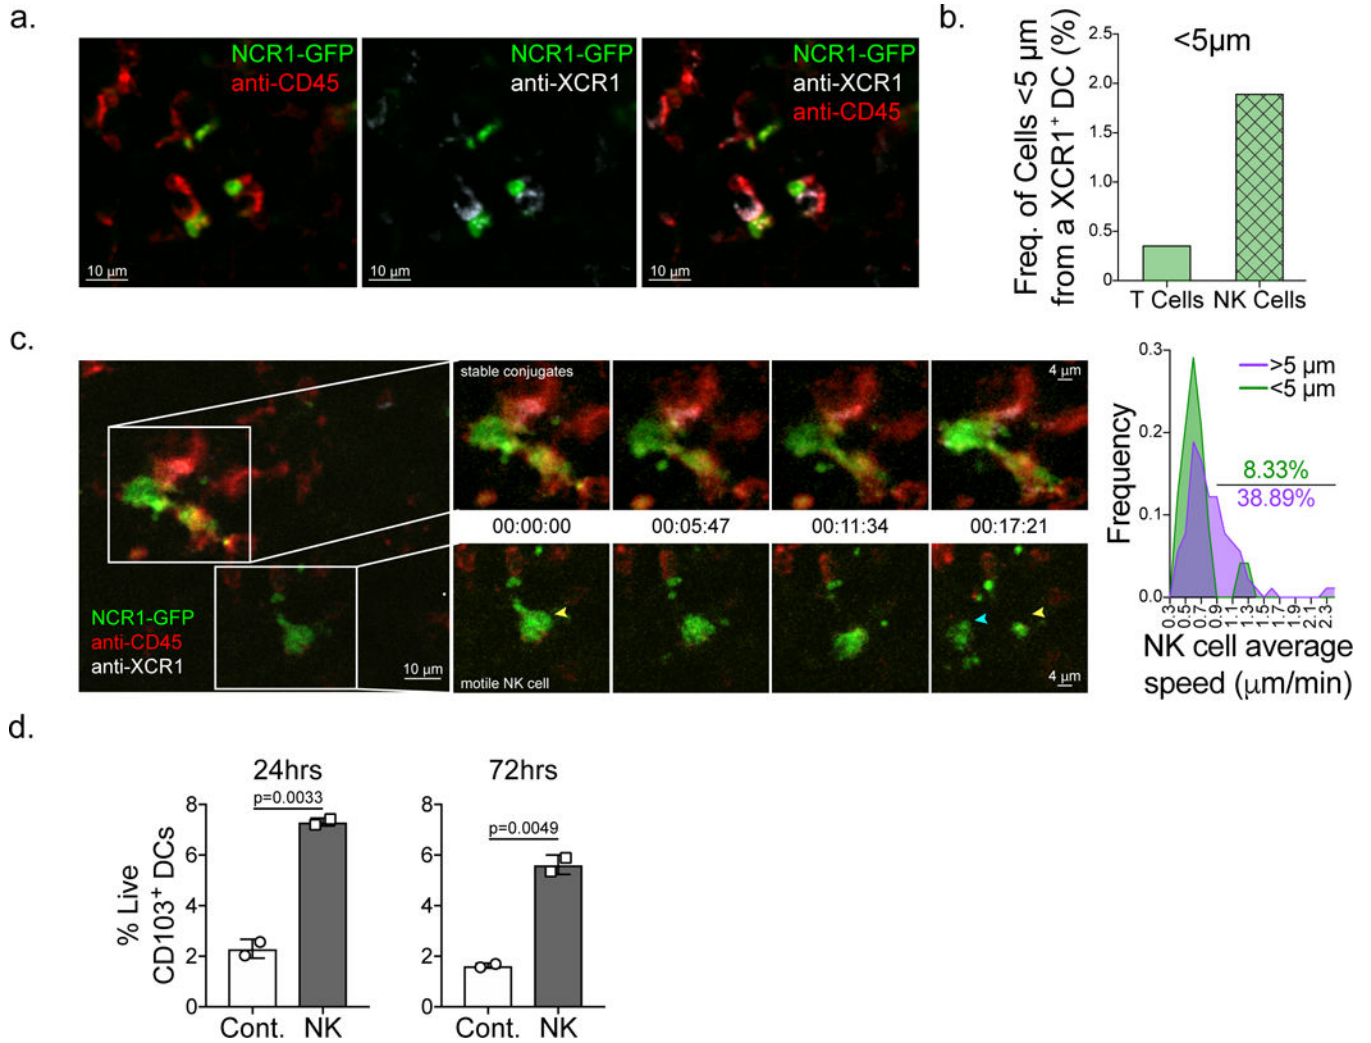 a.
NCR1-GFP
anti-CD45
10 µm
NCR1-GFP
anti-XCR1
10 µm
NCR1-GFP
anti-XCR1
anti-CD45
10 µm
b.
<5µm
Freq. of Cells <5 µm
from a XCR1⁺ DC (%)
2.5
2.0
1.5
1.0
0.5
0
T Cells NK Cells
c.
NCR1-GFP
anti-CD45
anti-XCR1
10 µm
stable conjugates
4 µm
00:00:00 00:05:47 00:11:34 00:17:21
motile NK cell
4 µm
Frequency
0.3
0.2
0.1
0.0
>5 µm
<5 µm
8.33%
38.89%
0.3 0.5 0.7 0.9 1.1 1.3 1.5 1.7 1.9 2.1 2.3
NK cell average
speed (µm/min)
d.
% Live
CD103⁺ DCs
24hrs
p=0.0033
8
6
4
2
0
Cont. NK
72hrs
p=0.0049
8
6
4
2
0
Cont. NK